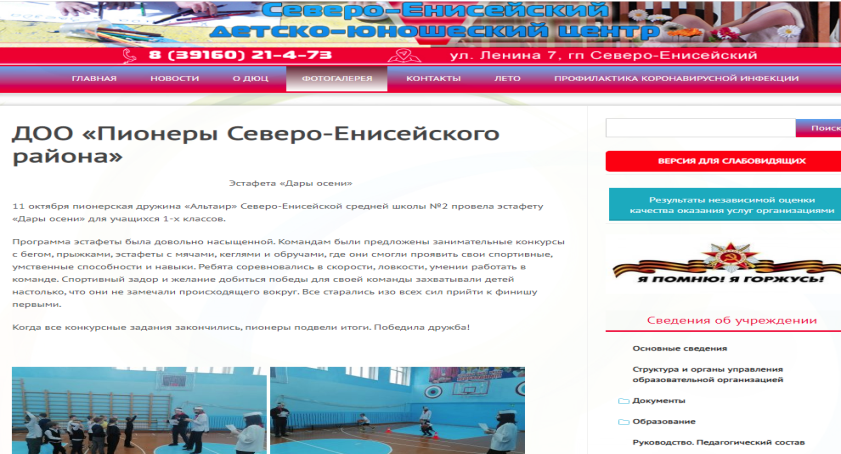 Северо-Енисейский
детско-юношеский центр
8 (39160) 21-4-73
ул. Ленина 7, гп Северо-Енисейский
ГЛАВНАЯ НОВОСТИ О ДЮЦ ФОТОГАЛЕРЕЯ КОНТАКТЫ ЛЕТО ПРОФИЛАКТИКА КОРОНАВИРУСНОЙ ИНФЕКЦИИ
ДОО «Пионеры Северо-Енисейского
района»
Эстафета «Дары осени»
11 октября пионерская дружина «Альтаир» Северо-Енисейской средней школы №2 провела эстафету
«Дары осени» для учащихся 1-х классов.
Программа эстафеты была довольно насыщенной. Командам были предложены занимательные конкурсы
с бегом, прыжками, эстафеты с мячами, кеглями и обручами, где они смогли проявить свои спортивные,
умственные способности и навыки. Ребята соревновались в скорости, ловкости, умении работать в
команде. Спортивный задор и желание добиться победы для своей команды захватывали детей
настолько, что они не замечали происходящего вокруг. Все старались изо всех сил прийти к финишу
первыми.
Когда все конкурсные задания закончились, пионеры подвели итоги. Победила дружба!
Поиск
ВЕРСИЯ ДЛЯ СЛАБОВИДЯЩИХ
Результаты независимой оценки
качества оказания услуг организациями
Я ПОМНЮ! Я ГОРЖУСЬ!
Сведения об учреждении
Основные сведения
Структура и органы управления
образовательной организацией
Документы
Образование
Руководство. Педагогический состав